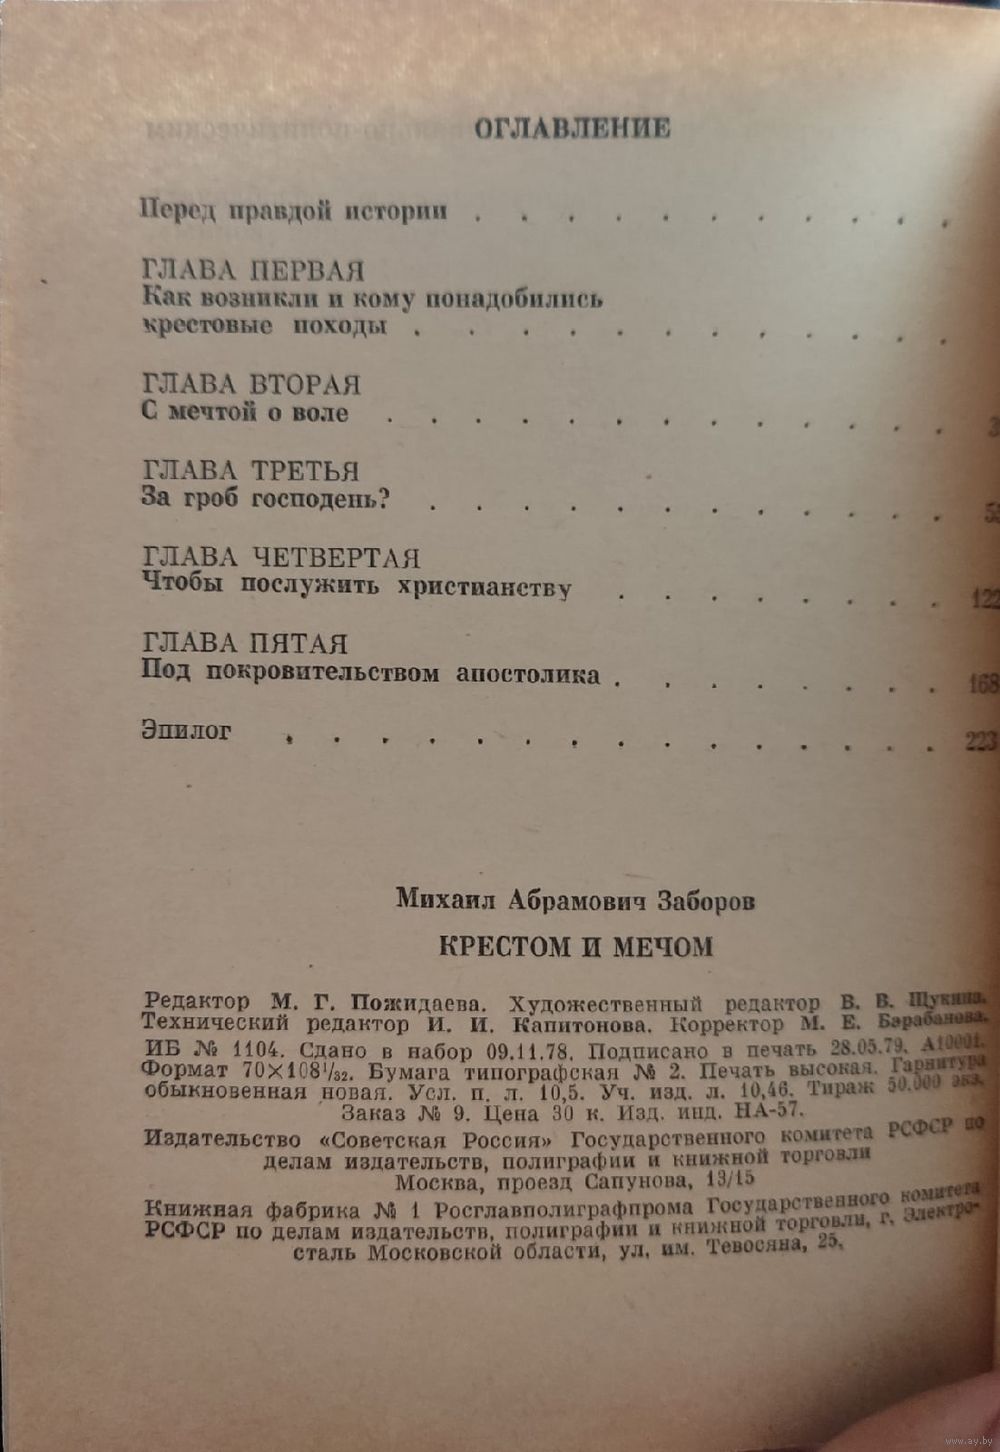 ОГЛАВЛЕНИЕ
Перед правдой истории . . . . . . . . . . .
ГЛАВА ПЕРВАЯ
Как возникли и кому понадобились
крестовые походы . . . . . . . . . . . .
ГЛАВА ВТОРАЯ
С мечтой о воле . . . . . . . . . . . . .
ГЛАВА ТРЕТЬЯ
За гроб господень? . . . . . . . . . . . .
ГЛАВА ЧЕТВЕРТАЯ
Чтобы послужить христианству . . . . . . . . 122
ГЛАВА ПЯТАЯ
Под покровительством апостолика . . . . . . . . 168
Эпилог . . . . . . . . . . . . . . . 223
Михаил Абрамович Заборов
КРЕСТОМ И МЕЧОМ
Редактор М. Г. Пожидаева. Художественный редактор В. В. Щукина.
Технический редактор И. И. Капитонова. Корректор М. Е. Барабанова.
ИБ № 1104. Сдано в набор 09.11.78. Подписано в печать 28.05.79. А10001.
Формат 70×108¹/₃₂. Бумага типографская № 2. Печать высокая. Гарнитура
обыкновенная новая. Усл. п. л. 10,5. Уч. изд. л. 10,46. Тираж 50.000 экз.
Заказ № 9. Цена 30 к. Изд. инд. НА-57.
Издательство «Советская Россия» Государственного комитета РСФСР по
делам издательств, полиграфии и книжной торговли
Москва, проезд Сапунова, 13/15
Книжная фабрика № 1 Росглавполиграфпрома Государственного комитета
РСФСР по делам издательств, полиграфии и книжной торговли, г. Электро-
сталь Московской области, ул. им. Тевосяна, 25.
www.ay.by